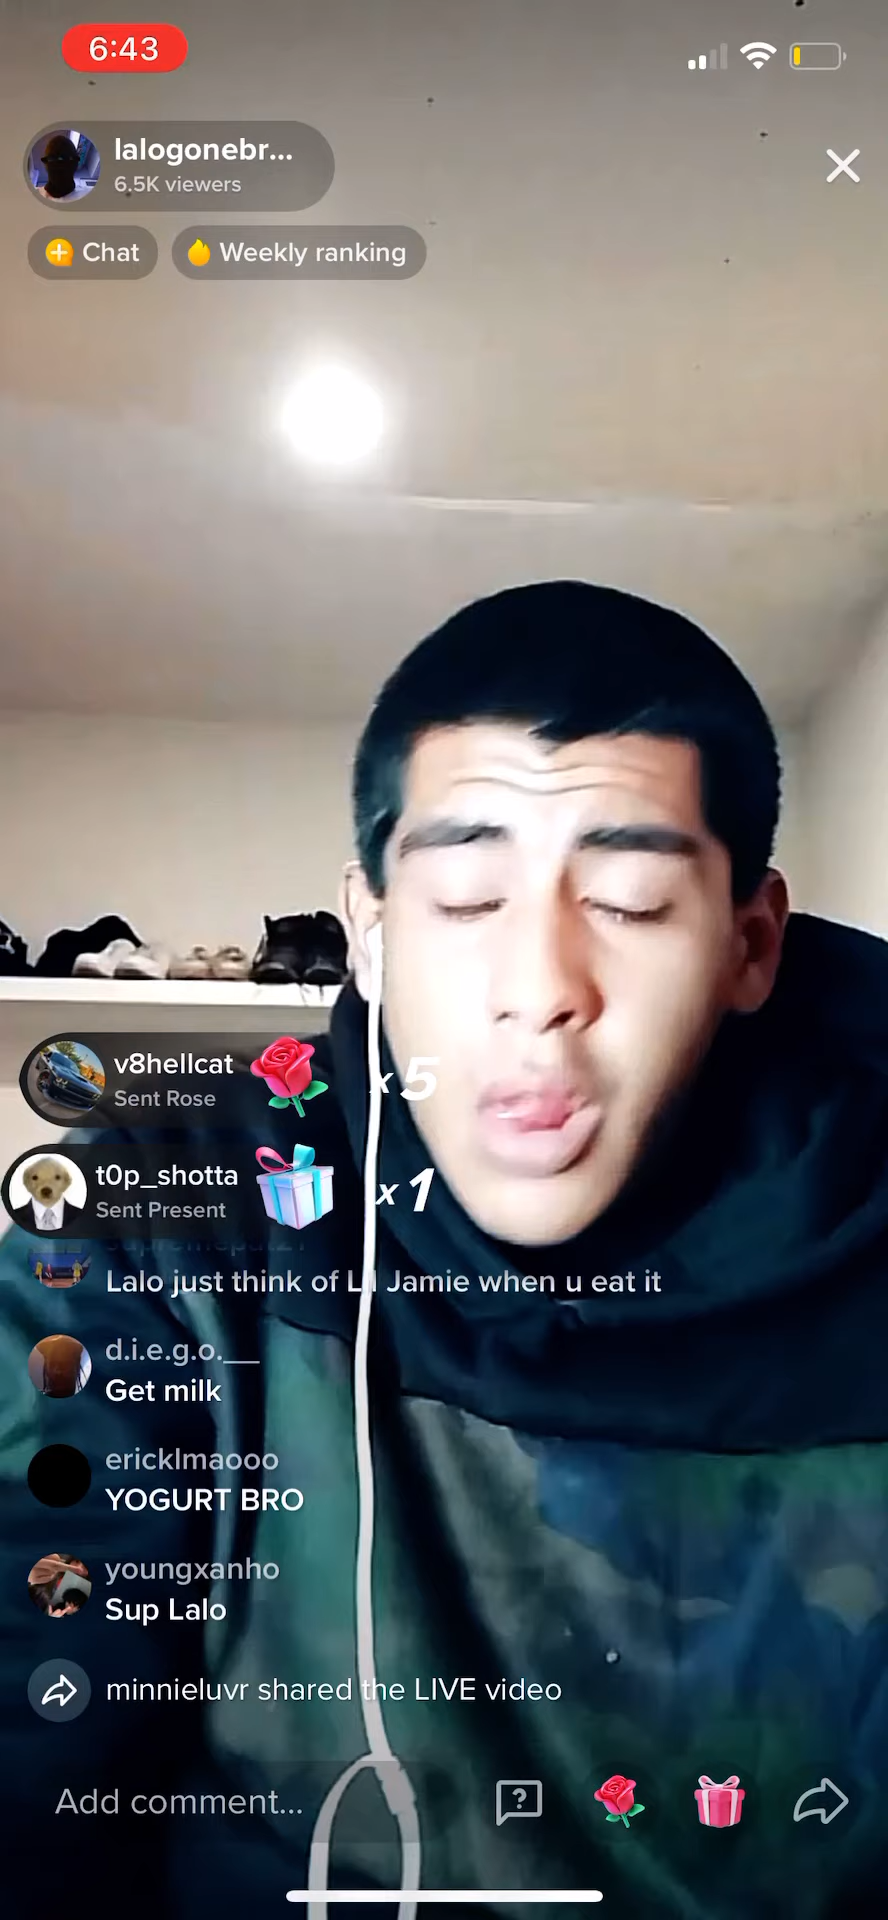 6:43
lalogonebr...
6.5K viewers
Chat
Weekly ranking
v8hellcat
Sent Rose
x5
t0p_shotta
Sent Present
x1
Lalo just think of Lil Jamie when u eat it
d.i.e.g.o.__
Get milk
ericklmaooo
YOGURT BRO
youngxanho
Sup Lalo
minnieluvr shared the LIVE video
Add comment...